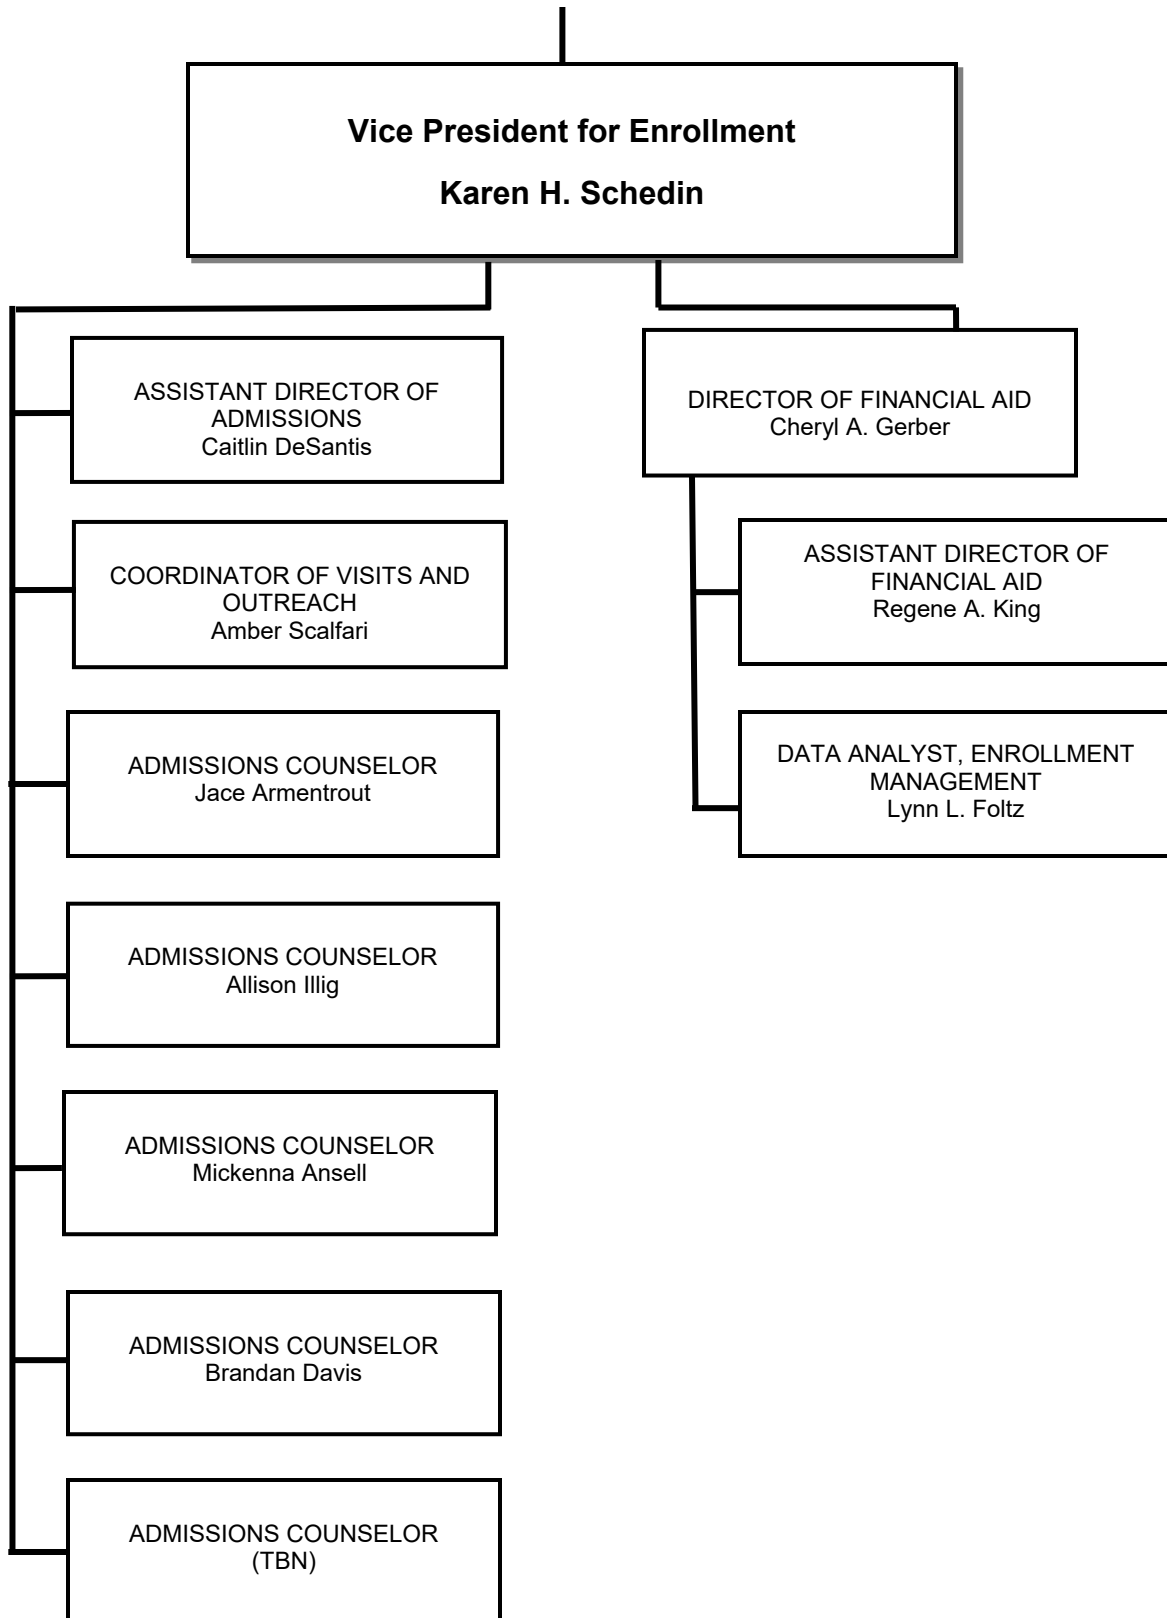 Vice President for Enrollment
Karen H. Schedin
ASSISTANT DIRECTOR OF
ADMISSIONS
Caitlin DeSantis
COORDINATOR OF VISITS AND
OUTREACH
Amber Scalfari
ADMISSIONS COUNSELOR
Jace Armentrout
ADMISSIONS COUNSELOR
Allison Illig
ADMISSIONS COUNSELOR
Mickenna Ansell
ADMISSIONS COUNSELOR
Brandan Davis
ADMISSIONS COUNSELOR
(TBN)
DIRECTOR OF FINANCIAL AID
Cheryl A. Gerber
ASSISTANT DIRECTOR OF
FINANCIAL AID
Regene A. King
DATA ANALYST, ENROLLMENT
MANAGEMENT
Lynn L. Foltz